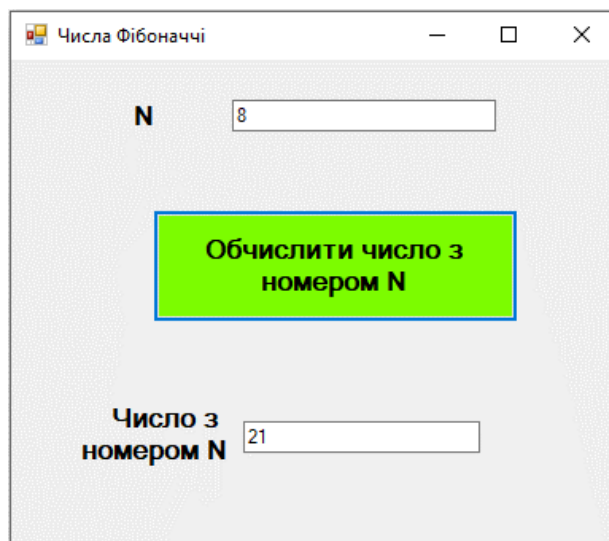 Числа Фібоначчі
N
8
Обчислити число з
номером N
Число з
номером N
21